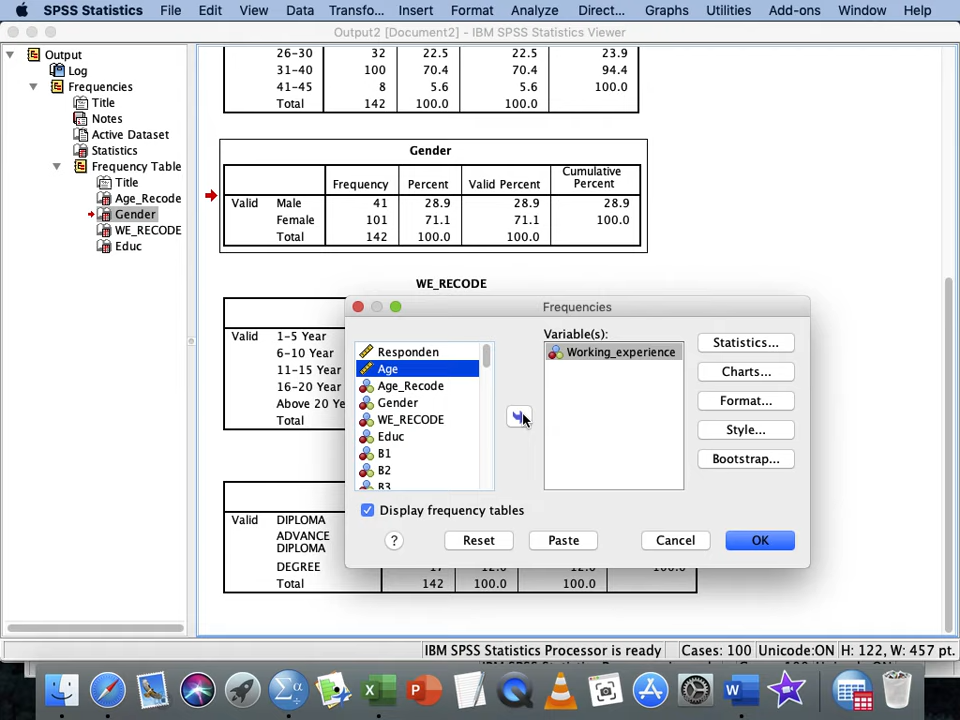 SPSS Statistics File Edit View Data Transfo... Insert Format Analyze Direct... Graphs Utilities Add-ons Window Help
Output2 [Document2] - IBM SPSS Statistics Viewer
Output
Log
Frequencies
Title
Notes
Active Dataset
Statistics
Frequency Table
Title
Age_Recode
Gender
WE_RECODE
Educ
26-30 32 22.5 22.5 23.9
31-40 100 70.4 70.4 94.4
41-45 8 5.6 5.6 100.0
Total 142 100.0 100.0
Gender
Frequency Percent Valid Percent Cumulative Percent
Valid Male 41 28.9 28.9 28.9
Female 101 71.1 71.1 100.0
Total 142 100.0 100.0
WE_RECODE
Valid 1-5 Year
6-10 Year
11-15 Year
16-20 Year
Above 20 Ye
Total
Valid DIPLOMA
ADVANCE
DIPLOMA
DEGREE
Total 142 100.0 100.0
Frequencies
Variable(s):
Responden
Age
Age_Recode
Gender
WE_RECODE
Educ
B1
B2
B3
Working_experience
Statistics...
Charts...
Format...
Style...
Bootstrap...
Display frequency tables
? Reset Paste Cancel OK
IBM SPSS Statistics Processor is ready Cases: 100 Unicode:ON H: 122, W: 457 pt.